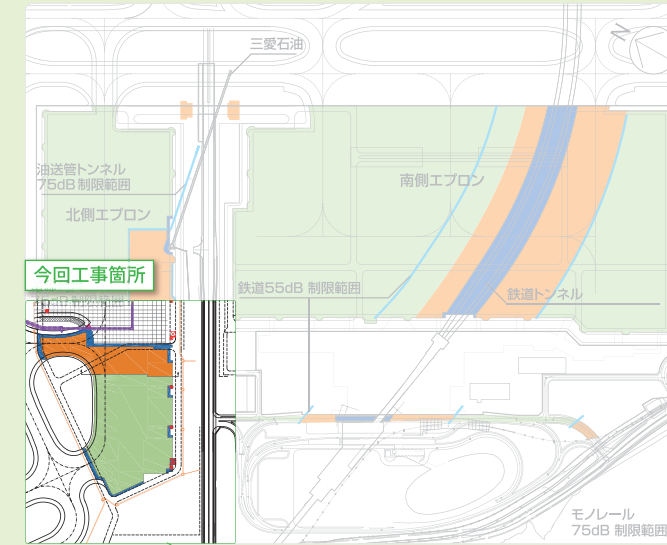 三愛石油
N
油送管トンネル
75dB 制限範囲
北側エプロン
南側エプロン
今回工事箇所
鉄道55dB 制限範囲
鉄道トンネル
モノレール
75dB 制限範囲